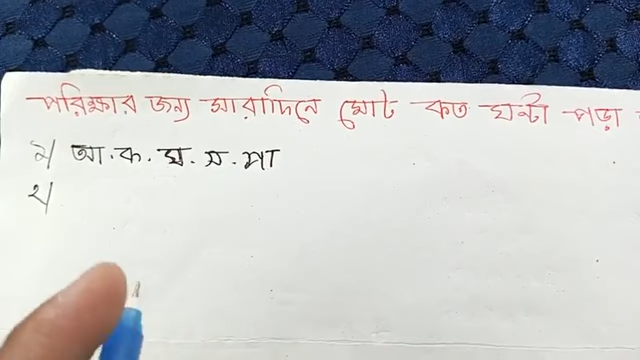 পরিক্ষার জন্য সারাদিনে মোট কত ঘন্টা পড়া
১/ আ.ক.ঘ.স.প্রা
২/